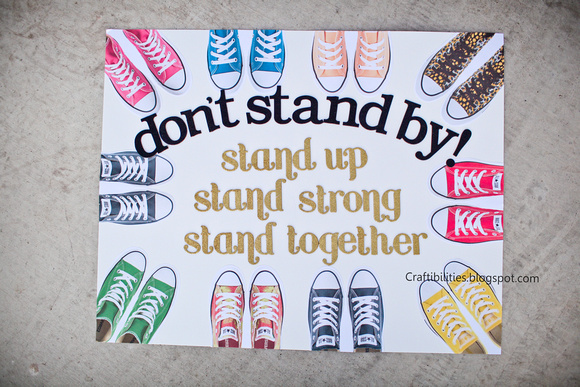 don't stand by!
stand up
stand strong
stand together
Craftibilities.blogspot.com